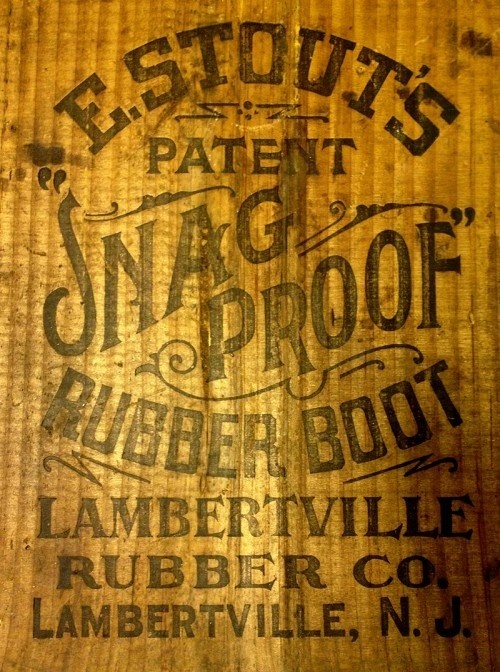 E. STOUT'S
PATENT
"SNAG
PROOF"
RUBBER BOOT
LAMBERTVILLE
RUBBER CO.
LAMBERTVILLE, N. J.